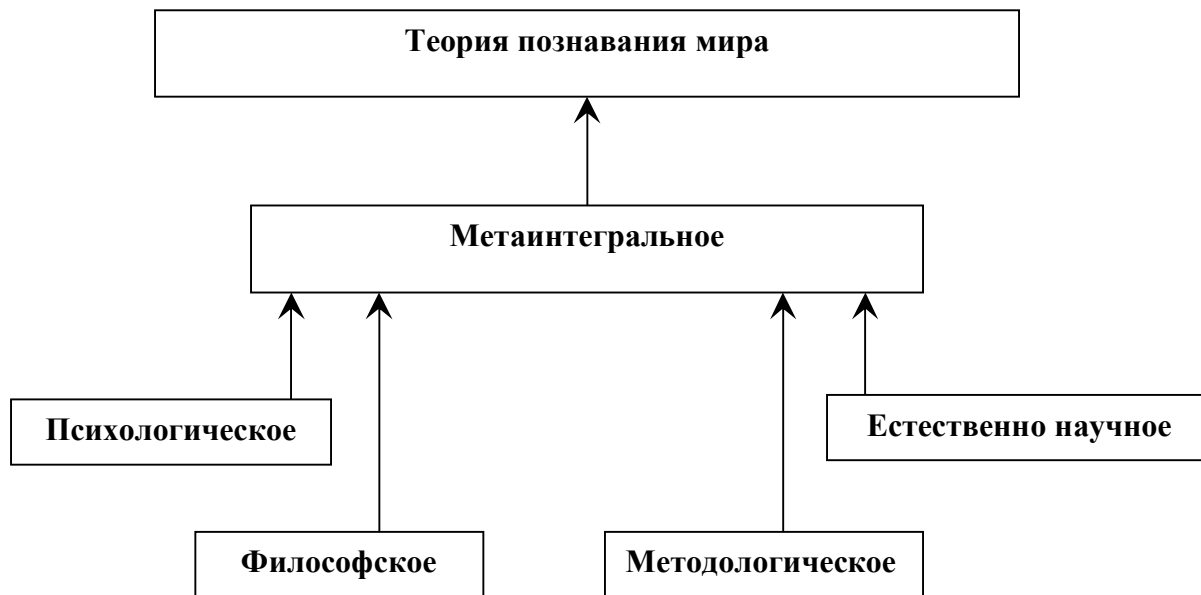 Теория познавания мира
Метаинтегральное
Психологическое
Естественно научное
Философское
Методологическое